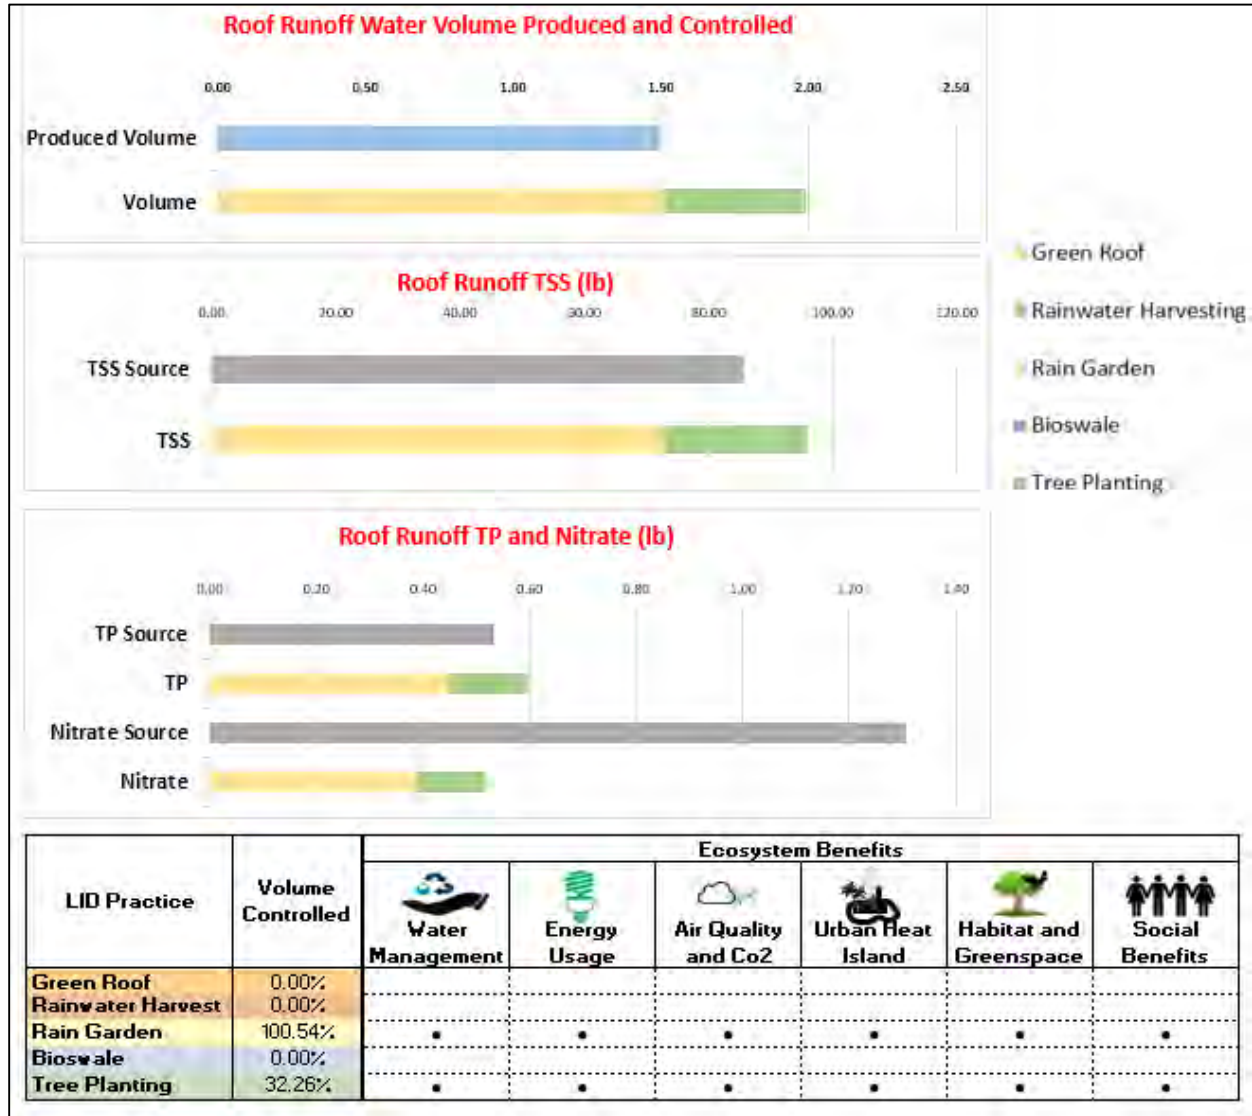 Roof Runoff Water Volume Produced and Controlled
0.00 0.50 1.00 1.50 2.00 2.50
Produced Volume
Volume
Roof Runoff TSS (lb)
0.00 20.00 40.00 60.00 80.00 100.00 120.00
TSS Source
TSS
Green Roof
Rainwater Harvesting
Rain Garden
Bioswale
Tree Planting
Roof Runoff TP and Nitrate (lb)
0.00 0.20 0.40 0.60 0.80 1.00 1.20 1.40
TP Source
TP
Nitrate Source
Nitrate
LID Practice
Volume
Controlled
Ecosystem Benefits
Water
Management
Energy
Usage
Air Quality
and Co2
Urban Heat
Island
Habitat and
Greenspace
Social
Benefits
Green Roof 0.00%
Rainwater Harvest 0.00%
Rain Garden 100.54% • • • • • •
Bioswale 0.00%
Tree Planting 32.26% • • • • • •